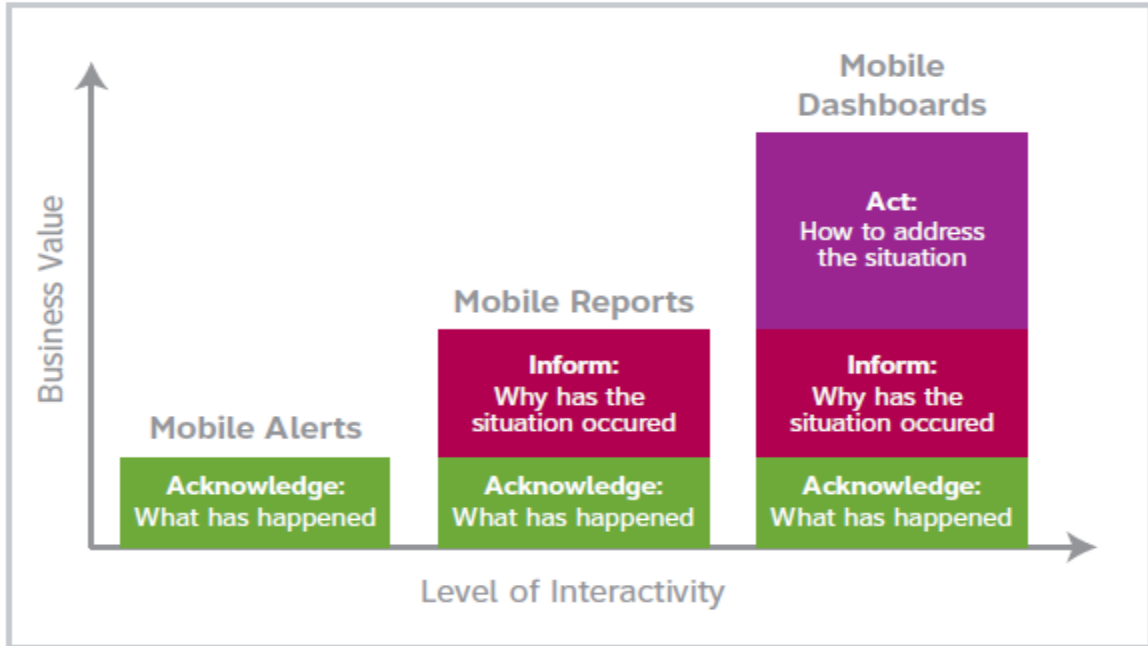 Mobile
Dashboards
Act:
How to address
the situation
Mobile Reports
Inform:
Why has the
situation occured
Inform:
Why has the
situation occured
Mobile Alerts
Acknowledge:
What has happened
Acknowledge:
What has happened
Acknowledge:
What has happened
Business Value
Level of Interactivity